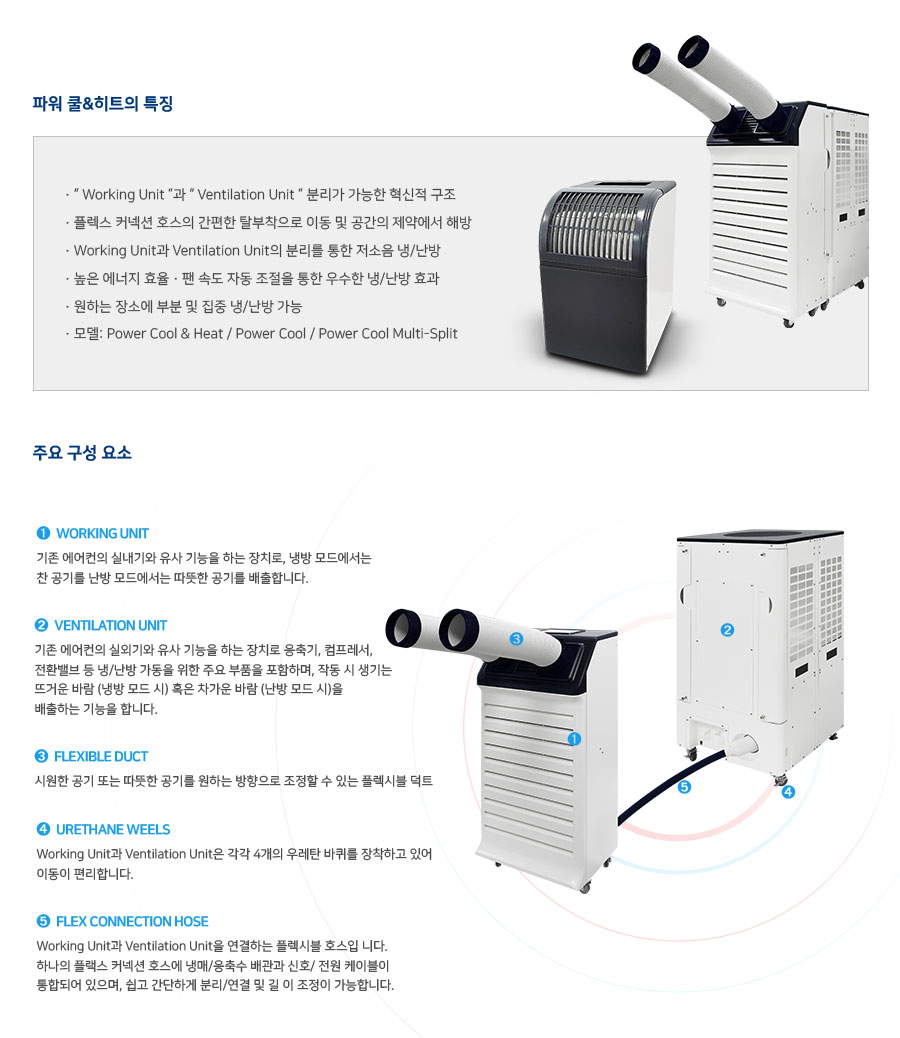 파워 쿨&히트의 특징
· “ Working Unit ”과 “ Ventilation Unit ” 분리가 가능한 혁신적 구조
· 플렉스 커넥션 호스의 간편한 탈부착으로 이동 및 공간의 제약에서 해방
· Working Unit과 Ventilation Unit의 분리를 통한 저소음 냉/난방
· 높은 에너지 효율 · 팬 속도 자동 조절을 통한 우수한 냉/난방 효과
· 원하는 장소에 부분 및 집중 냉/난방 가능
· 모델: Power Cool & Heat / Power Cool / Power Cool Multi-Split
주요 구성 요소
1 WORKING UNIT
기존 에어컨의 실내기와 유사 기능을 하는 장치로, 냉방 모드에서는
찬 공기를 난방 모드에서는 따뜻한 공기를 배출합니다.
2 VENTILATION UNIT
기존 에어컨의 실외기와 유사 기능을 하는 장치로 응축기, 컴프레서,
전환밸브 등 냉/난방 가동을 위한 주요 부품을 포함하며, 작동 시 생기는
뜨거운 바람 (냉방 모드 시) 혹은 차가운 바람 (난방 모드 시)을
배출하는 기능을 합니다.
3 FLEXIBLE DUCT
시원한 공기 또는 따뜻한 공기를 원하는 방향으로 조정할 수 있는 플렉시블 덕트
4 URETHANE WEELS
Working Unit과 Ventilation Unit은 각각 4개의 우레탄 바퀴를 장착하고 있어
이동이 편리합니다.
5 FLEX CONNECTION HOSE
Working Unit과 Ventilation Unit을 연결하는 플렉시블 호스입 니다.
하나의 플랙스 커넥션 호스에 냉매/응축수 배관과 신호/ 전원 케이블이
통합되어 있으며, 쉽고 간단하게 분리/연결 및 길 이 조정이 가능합니다.
3
2
1
5
4